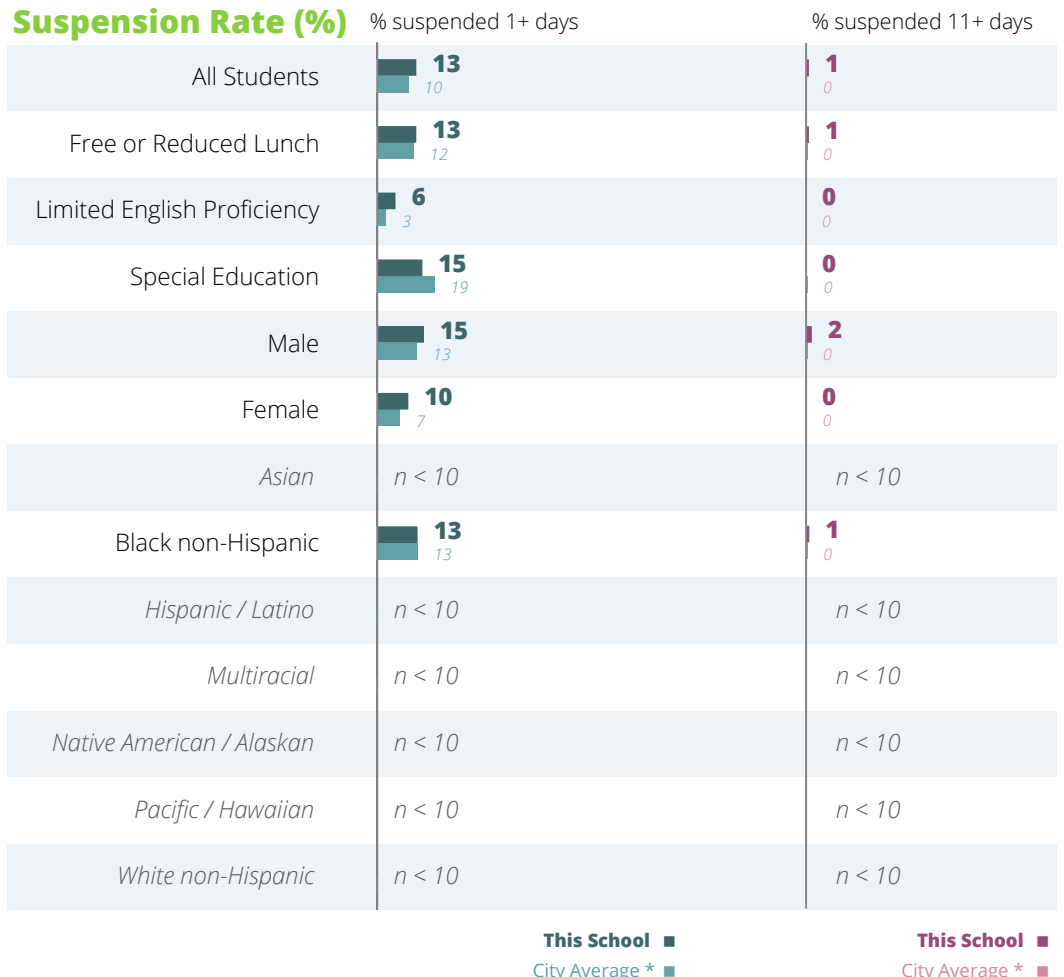 Suspension Rate (%) % suspended 1+ days % suspended 11+ days
All Students 13 1
10 0
Free or Reduced Lunch 13 1
12 0
Limited English Proficiency 6 0
3 0
Special Education 15 0
19 0
Male 15 2
13 0
Female 10 0
7 0
Asian n < 10 n < 10
Black non-Hispanic 13 1
13 0
Hispanic / Latino n < 10 n < 10
Multiracial n < 10 n < 10
Native American / Alaskan n < 10 n < 10
Pacific / Hawaiian n < 10 n < 10
White non-Hispanic n < 10 n < 10
This School This School
City Average * City Average *